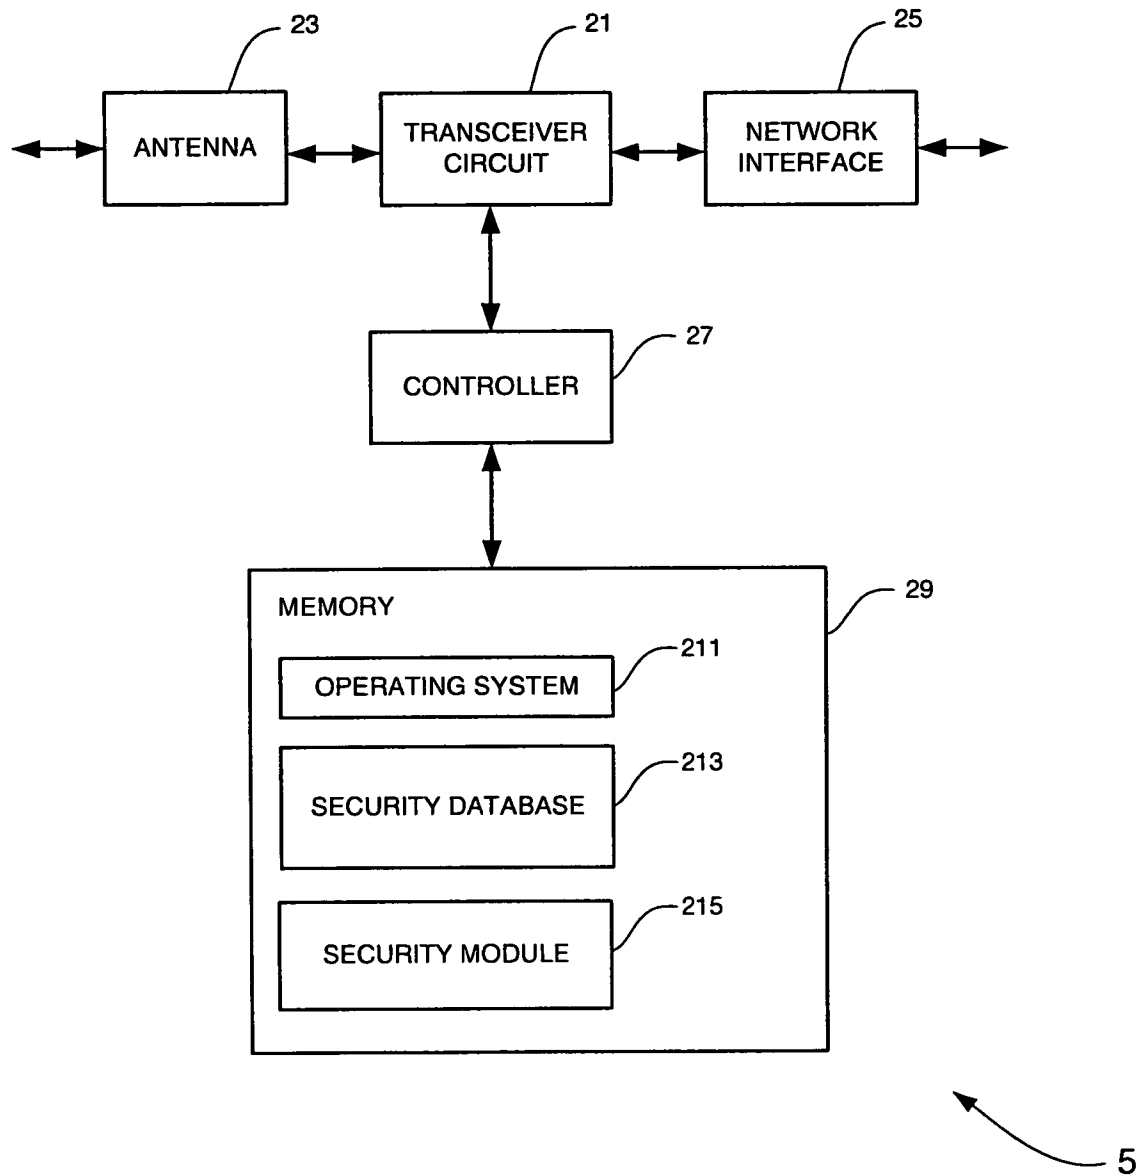 23
21
25
ANTENNA
TRANSCEIVER
CIRCUIT
NETWORK
INTERFACE
27
CONTROLLER
29
MEMORY
211
OPERATING SYSTEM
213
SECURITY DATABASE
215
SECURITY MODULE
5